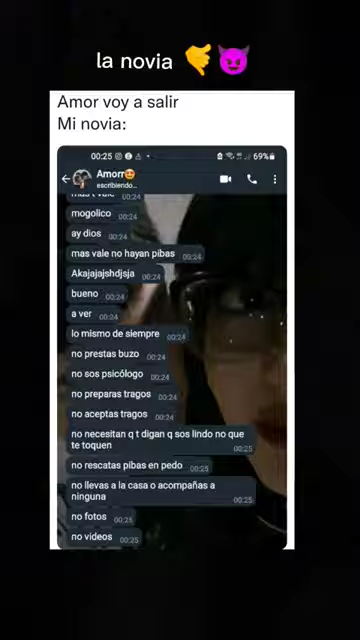 la novia 🤙😈
Amor voy a salir
Mi novia:
00:25 69%
Amorr😍
escribiendo...
mas t vale 00:24
mogolico 00:24
ay dios 00:24
mas vale no hayan pibas 00:24
Akajajajshdjsja 00:24
bueno 00:24
a ver 00:24
lo mismo de siempre 00:24
no prestas buzo 00:24
no sos psicólogo 00:24
no preparas tragos 00:24
no aceptas tragos 00:24
no necesitan q t digan q sos lindo no que
te toquen 00:25
no rescatas pibas en pedo 00:25
no llevas a la casa o acompañas a
ninguna 00:25
no fotos 00:25
no videos 00:25